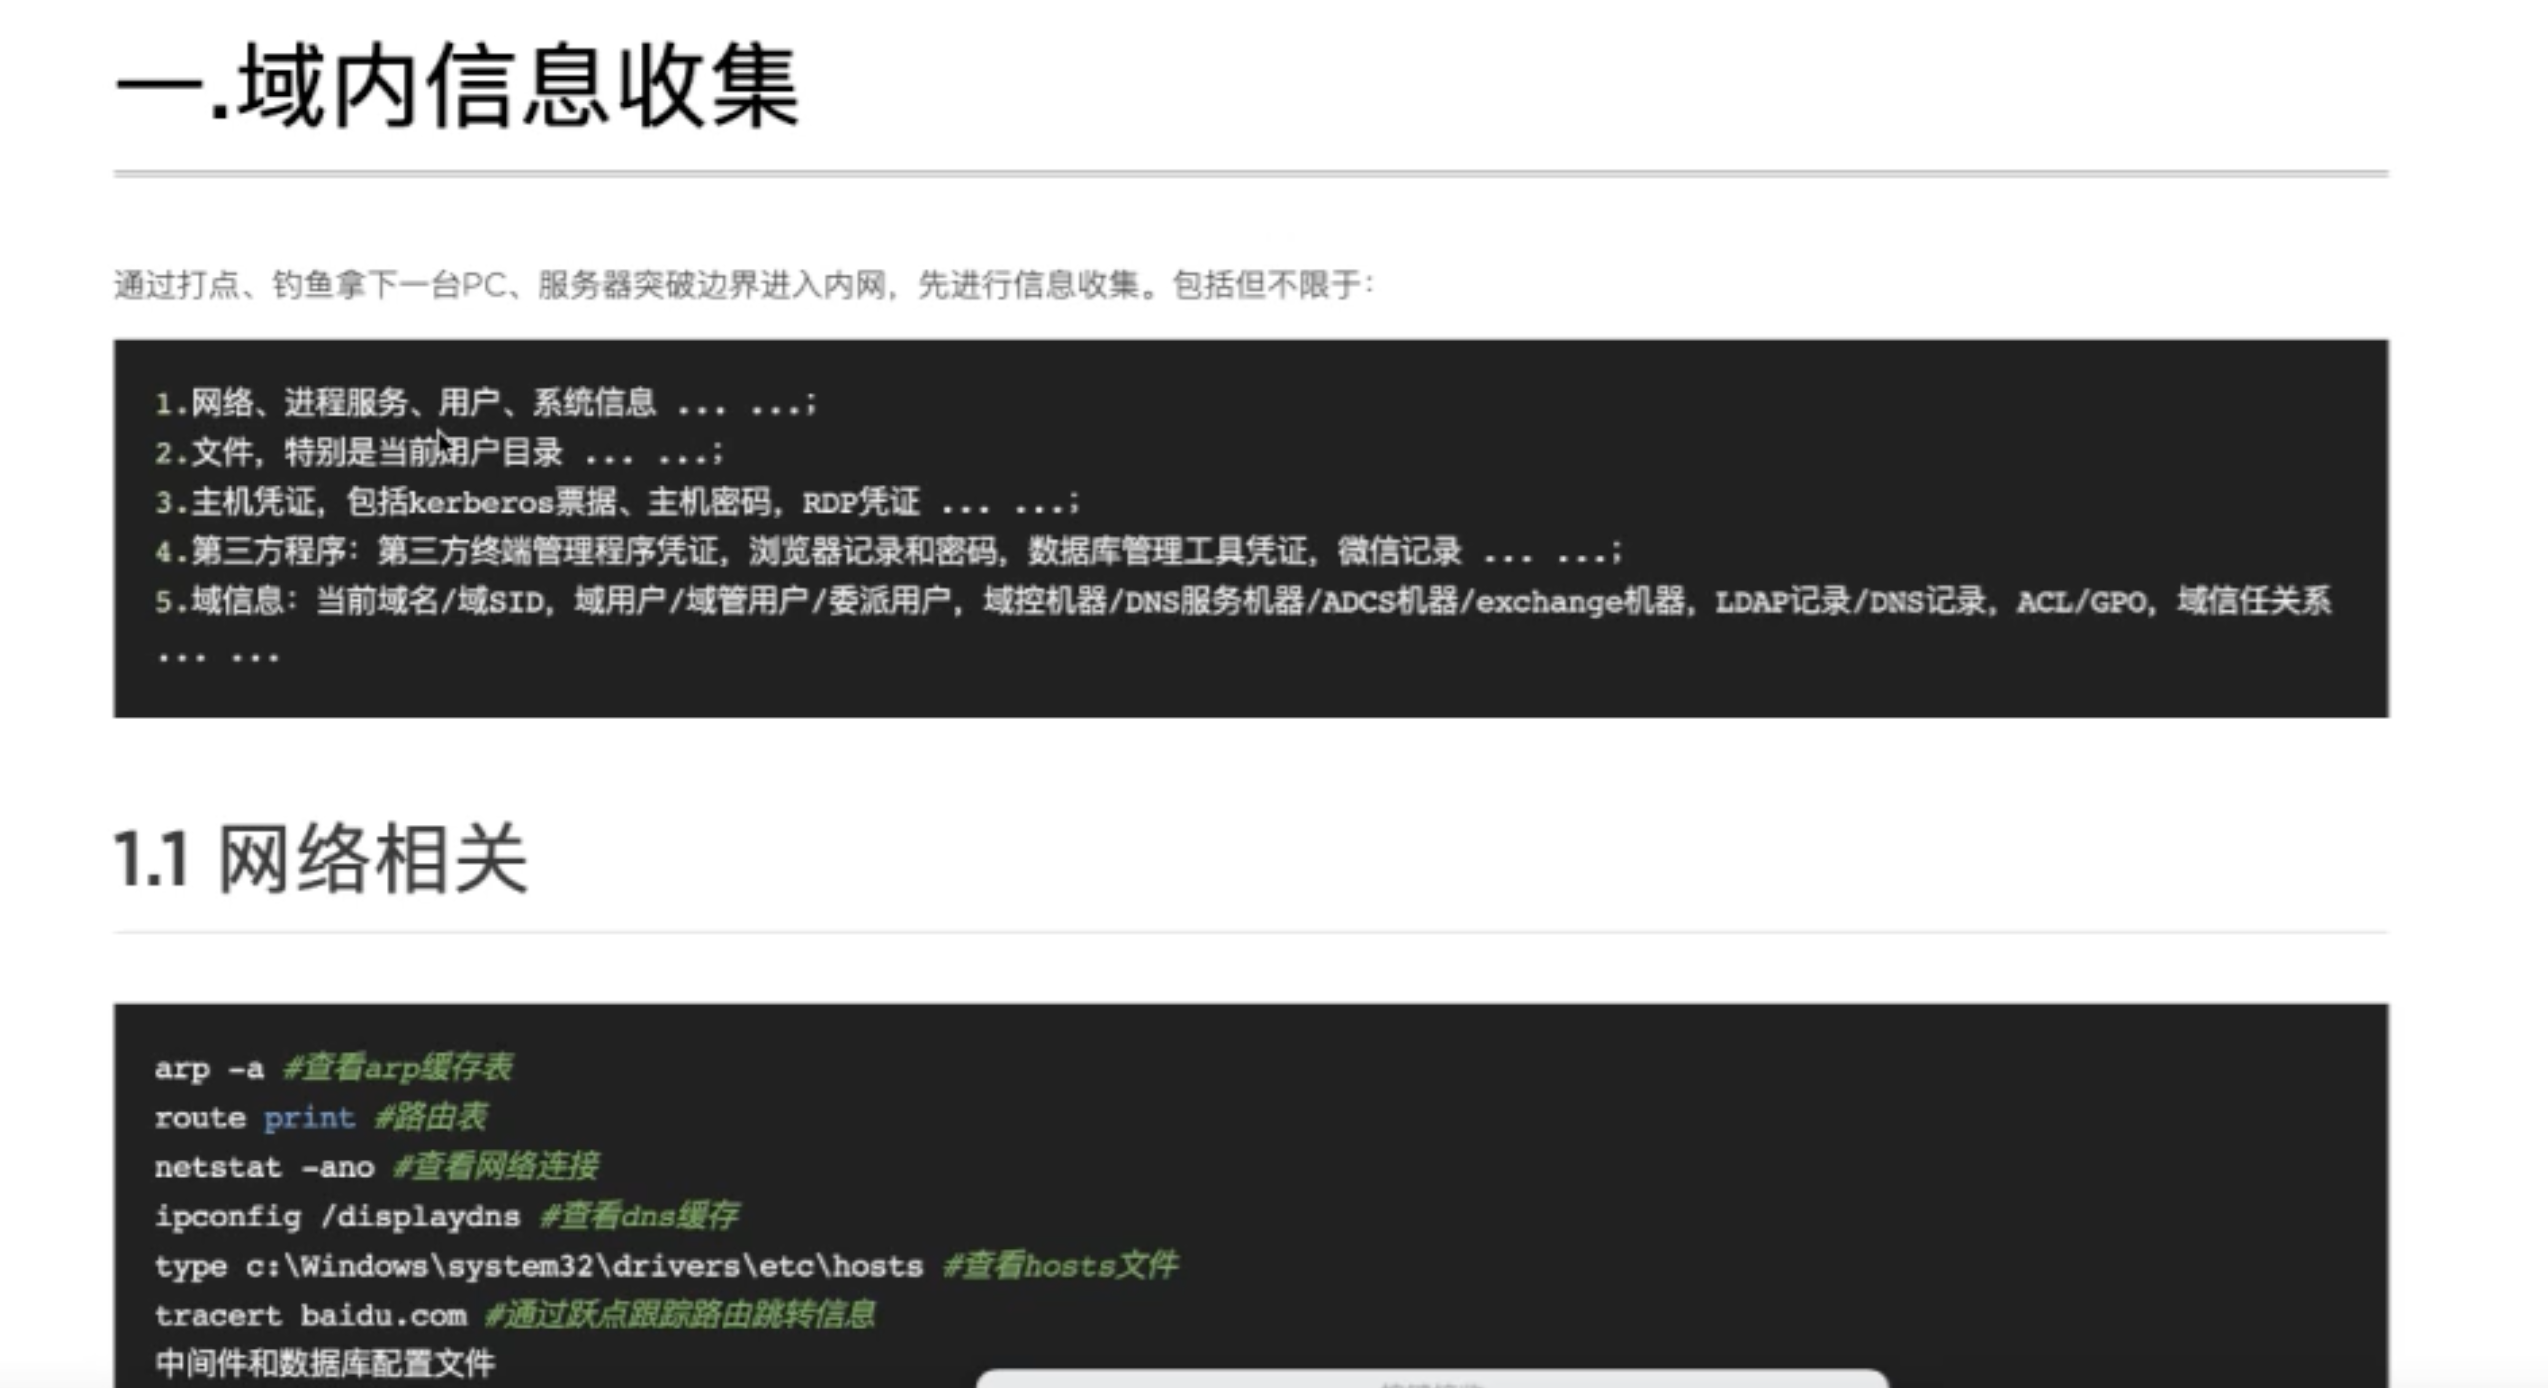 一.域内信息收集
通过打点、钓鱼拿下一台PC、服务器突破边界进入内网，先进行信息收集。包括但不限于：
1.网络、进程服务、用户、系统信息 ... ...;
2.文件，特别是当前用户目录 ... ...;
3.主机凭证，包括kerberos票据、主机密码，RDP凭证 ... ...;
4.第三方程序：第三方终端管理程序凭证，浏览器记录和密码，数据库管理工具凭证，微信记录 ... ...;
5.域信息：当前域名/域SID，域用户/域管用户/委派用户，域控机器/DNS服务机器/ADCS机器/exchange机器，LDAP记录/DNS记录，ACL/GPO，域信任关系
... ...
1.1 网络相关
arp -a #查看arp缓存表
route print #路由表
netstat -ano #查看网络连接
ipconfig /displaydns #查看dns缓存
type c:\Windows\system32\drivers\etc\hosts #查看hosts文件
tracert baidu.com #通过跃点跟踪路由跳转信息
中间件和数据库配置文件